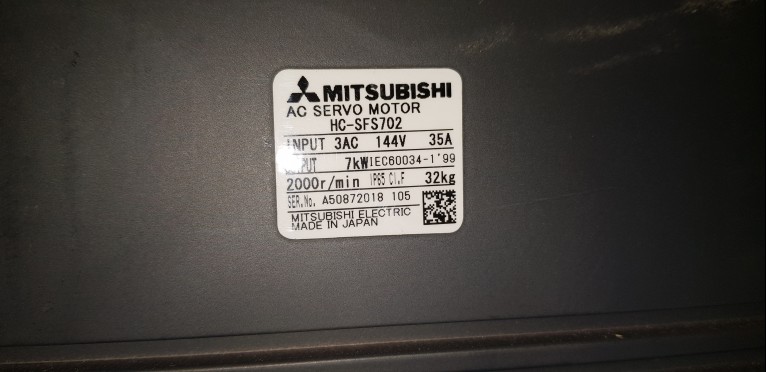 MITSUBISHI
AC SERVO MOTOR
HC-SFS702
INPUT 3AC 144V 35A
7kW IEC60034-1'99
2000r/min IP65 Cl.F 32kg
SER.No. A50872018 105
MITSUBISHI ELECTRIC
MADE IN JAPAN